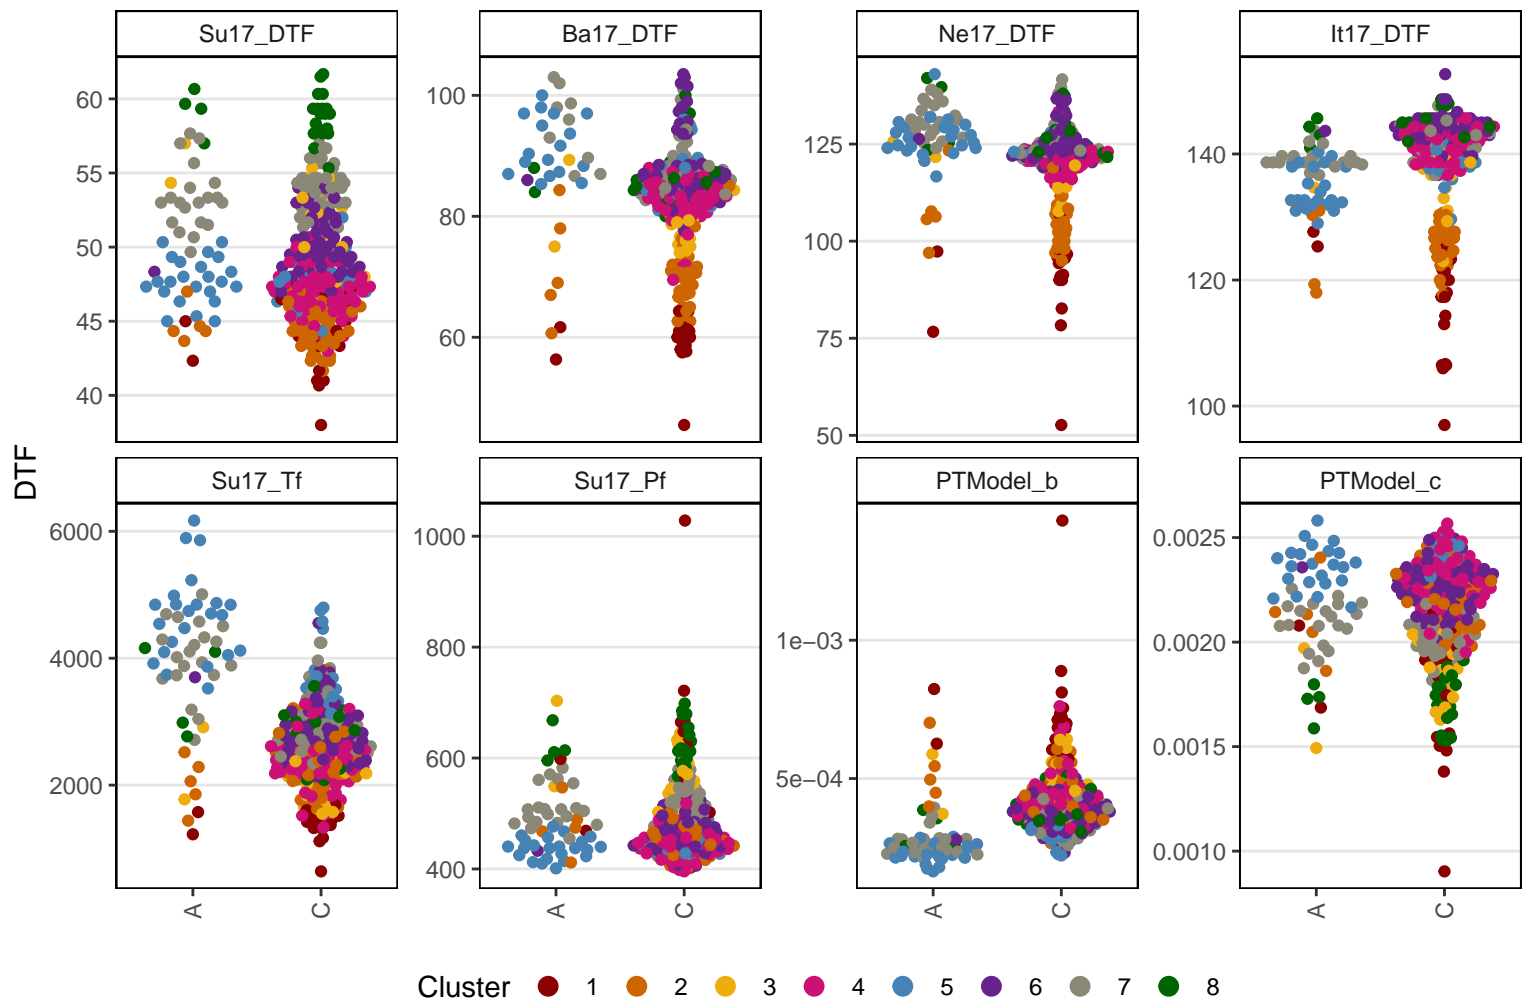 Su17_DTF Ba17_DTF Ne17_DTF It17_DTF
60 55 50 45 40
100 80 60
125 100 75 50
140 120 100
DTF
Su17_Tf Su17_Pf PTModel_b PTModel_c
6000 4000 2000
1000 800 600 400
1e−03 5e−04
0.0025 0.0020 0.0015 0.0010
A C A C A C A C
Cluster 1 2 3 4 5 6 7 8